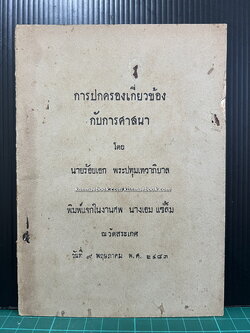 การปกครองเกี่ยวข้อง
กับการศาสนา
โดย
นายร้อยเอก พระปทุมเทวาภิบาล
พิมพ์แจกในงานศพ นางเอม แซ่ลิ้ม
ณวัดสระเกศ
วันที่ ๙ พฤษภาคม พ.ศ. ๒๔๘๓